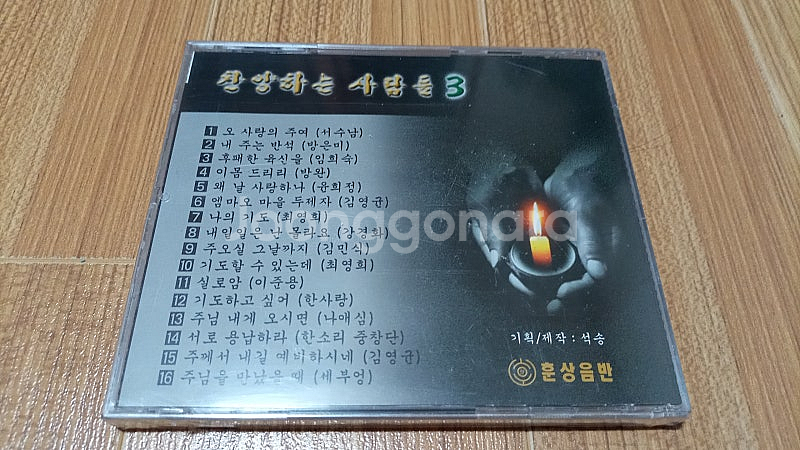 찬양하는 사람들 3
1 오 사랑의 주여 (서수남)
2 내 주는 반석 (방은미)
3 후패한 육신을 (임희숙)
4 이몸 드리리 (방완)
5 왜 날 사랑하나 (윤희정)
6 엠마오 마을 두제자 (김영균)
7 나의 기도 (최영희)
8 내일일은 난 몰라요 (강경화)
9 주오실 그날까지 (김민식)
10 기도할 수 있는데 (최영희)
11 실로암 (이준용)
12 기도하고 싶어 (한사랑)
13 주님 내게 오시면 (나애심)
14 서로 용납하라 (한소리 중창단)
15 주께서 내길 예비하시네 (김영균)
16 주님을 만났을 때 (세부엉)
joonggonara
기획/제작 : 석송
훈상음반